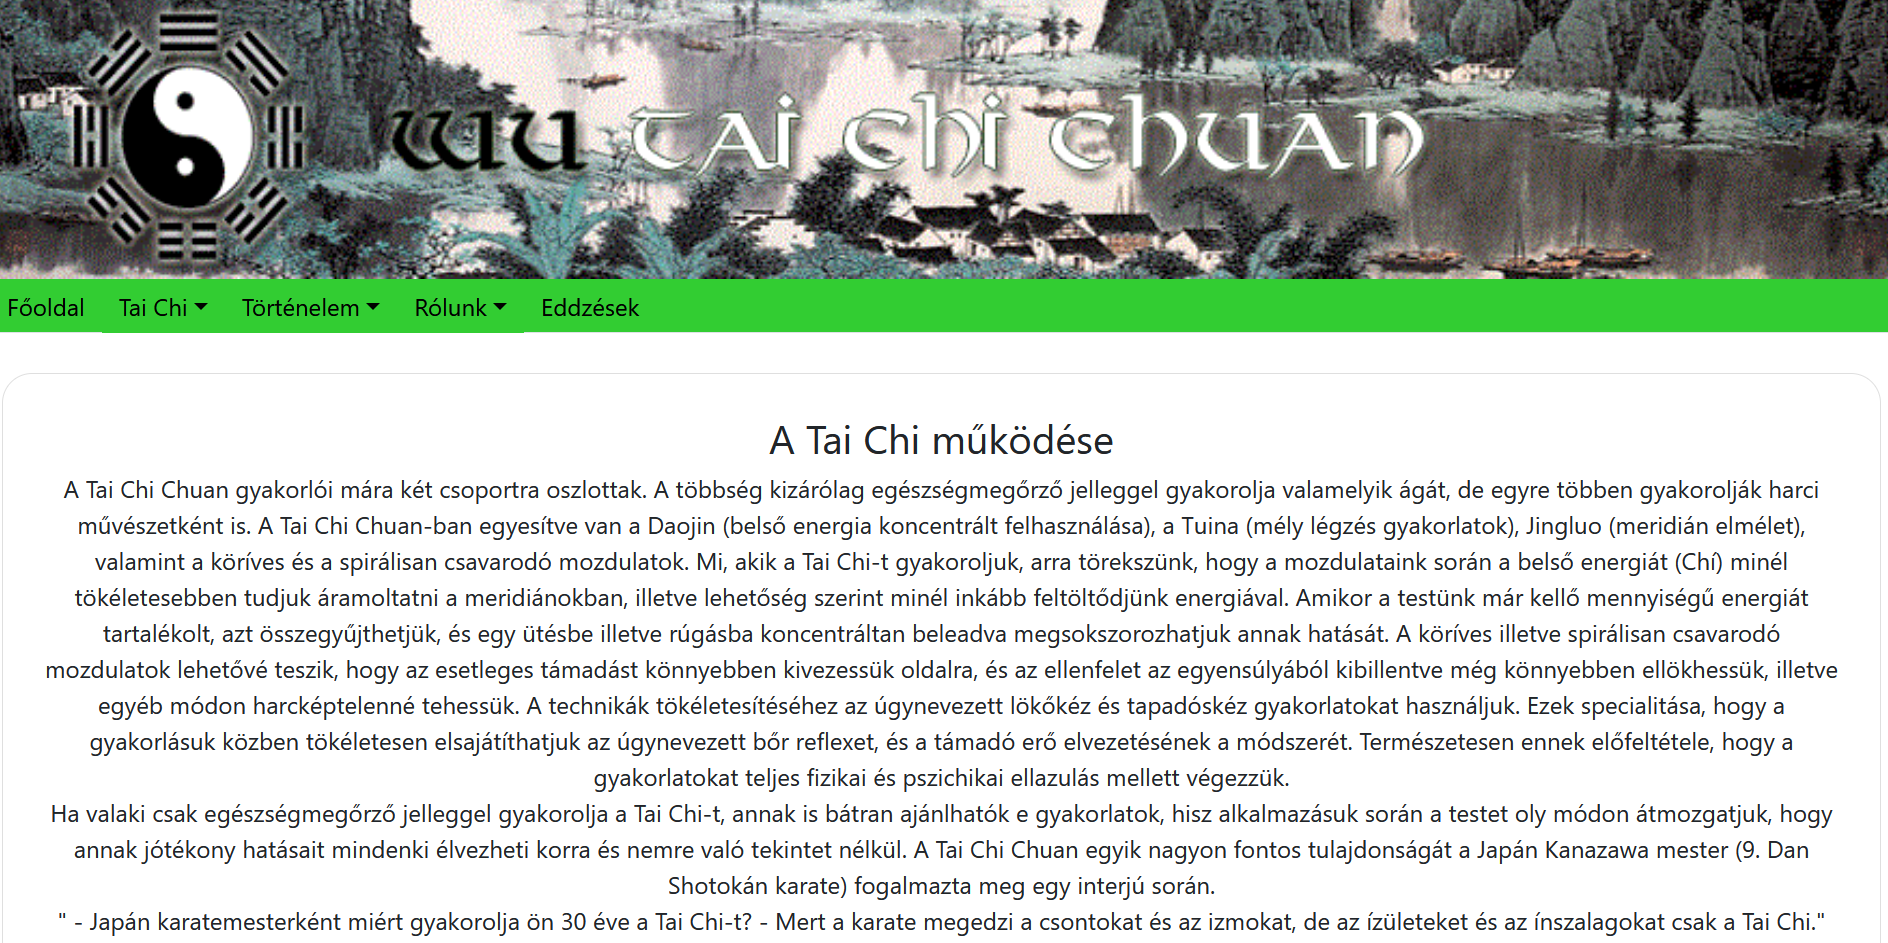 wu tai chi chuan
Főoldal Tai Chi Történelem Rólunk Eddzések
A Tai Chi működése
A Tai Chi Chuan gyakorlói mára két csoportra oszlottak. A többség kizárólag egészségmegőrző jelleggel gyakorolja valamelyik ágát, de egyre többen gyakorolják harci
művészetként is. A Tai Chi Chuan-ban egyesítve van a Daojin (belső energia koncentrált felhasználása), a Tuina (mély légzés gyakorlatok), Jingluo (meridián elmélet),
valamint a köríves és a spirálisan csavarodó mozdulatok. Mi, akik a Tai Chi-t gyakoroljuk, arra törekszünk, hogy a mozdulataink során a belső energiát (Chí) minél
tökéletesebben tudjuk áramoltatni a meridiánokban, illetve lehetőség szerint minél inkább feltöltődjünk energiával. Amikor a testünk már kellő mennyiségű energiát
tartalékolt, azt összegyűjthetjük, és egy ütésbe illetve rúgásba koncentráltan beleadva megsokszorozhatjuk annak hatását. A köríves illetve spirálisan csavarodó
mozdulatok lehetővé teszik, hogy az esetleges támadást könnyebben kivezessük oldalra, és az ellenfelet az egyensúlyából kibillentve még könnyebben ellökhessük, illetve
egyéb módon harcképtelenné tehessük. A technikák tökéletesítéséhez az úgynevezett lökőkéz és tapadóskéz gyakorlatokat használjuk. Ezek specialitása, hogy a
gyakorlásuk közben tökéletesen elsajátíthatjuk az úgynevezett bőr reflexet, és a támadó erő elvezetésének a módszerét. Természetesen ennek előfeltétele, hogy a
gyakorlatokat teljes fizikai és pszichikai ellazulás mellett végezzük.
Ha valaki csak egészségmegőrző jelleggel gyakorolja a Tai Chi-t, annak is bátran ajánlhatók e gyakorlatok, hisz alkalmazásuk során a testet oly módon átmozgatjuk, hogy
annak jótékony hatásait mindenki élvezheti korra és nemre való tekintet nélkül. A Tai Chi Chuan egyik nagyon fontos tulajdonságát a Japán Kanazawa mester (9. Dan
Shotokán karate) fogalmazta meg egy interjú során.
" - Japán karatemesterként miért gyakorolja ön 30 éve a Tai Chi-t? - Mert a karate megedzi a csontokat és az izmokat, de az ízületeket és az ínszalagokat csak a Tai Chi."